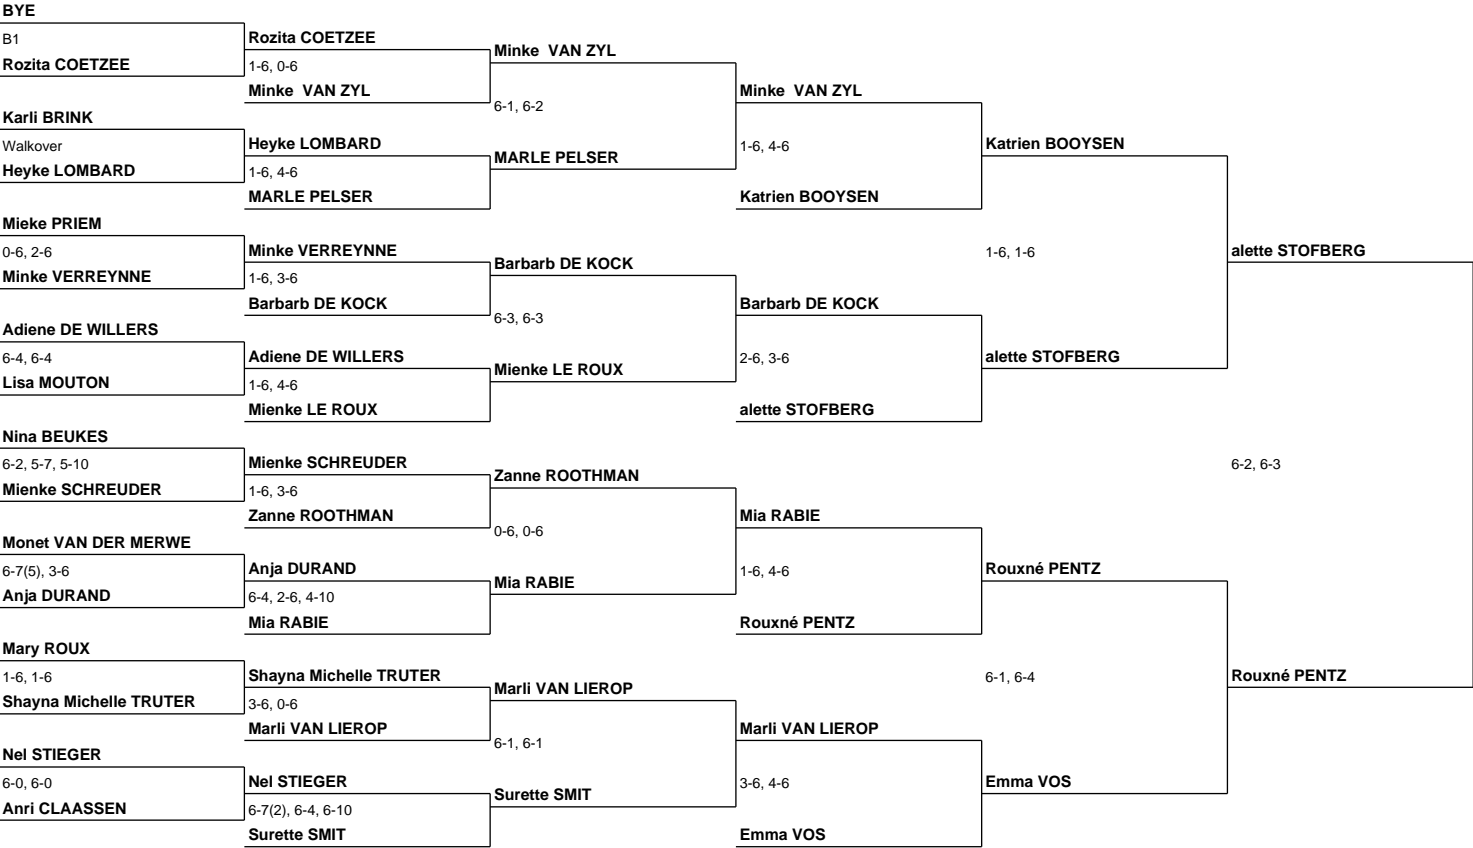 BYE
B1
Rozita COETZEE
Karli BRINK
Walkover
Heyke LOMBARD
Mieke PRIEM
0-6, 2-6
Minke VERREYNNE
Adiene DE WILLERS
6-4, 6-4
Lisa MOUTON
Nina BEUKES
6-2, 5-7, 5-10
Mienke SCHREUDER
Monet VAN DER MERWE
6-7(5), 3-6
Anja DURAND
Mary ROUX
1-6, 1-6
Shayna Michelle TRUTER
Nel STIEGER
6-0, 6-0
Anri CLAASSEN
Rozita COETZEE
1-6, 0-6
Minke VAN ZYL
Heyke LOMBARD
1-6, 4-6
MARLE PELSER
Minke VERREYNNE
1-6, 3-6
Barbarb DE KOCK
Adiene DE WILLERS
1-6, 4-6
Mienke LE ROUX
Mienke SCHREUDER
1-6, 3-6
Zanne ROOTHMAN
Anja DURAND
6-4, 2-6, 4-10
Mia RABIE
Shayna Michelle TRUTER
3-6, 0-6
Marli VAN LIEROP
Nel STIEGER
6-7(2), 6-4, 6-10
Surette SMIT
Minke VAN ZYL
6-1, 6-2
MARLE PELSER
Barbarb DE KOCK
6-3, 6-3
Mienke LE ROUX
Zanne ROOTHMAN
0-6, 0-6
Mia RABIE
Marli VAN LIEROP
6-1, 6-1
Surette SMIT
Minke VAN ZYL
1-6, 4-6
Katrien BOOYSEN
Barbarb DE KOCK
2-6, 3-6
alette STOFBERG
Mia RABIE
1-6, 4-6
Rouxné PENTZ
Marli VAN LIEROP
3-6, 4-6
Emma VOS
Katrien BOOYSEN
1-6, 1-6
alette STOFBERG
Rouxné PENTZ
6-1, 6-4
Emma VOS
alette STOFBERG
6-2, 6-3
Rouxné PENTZ